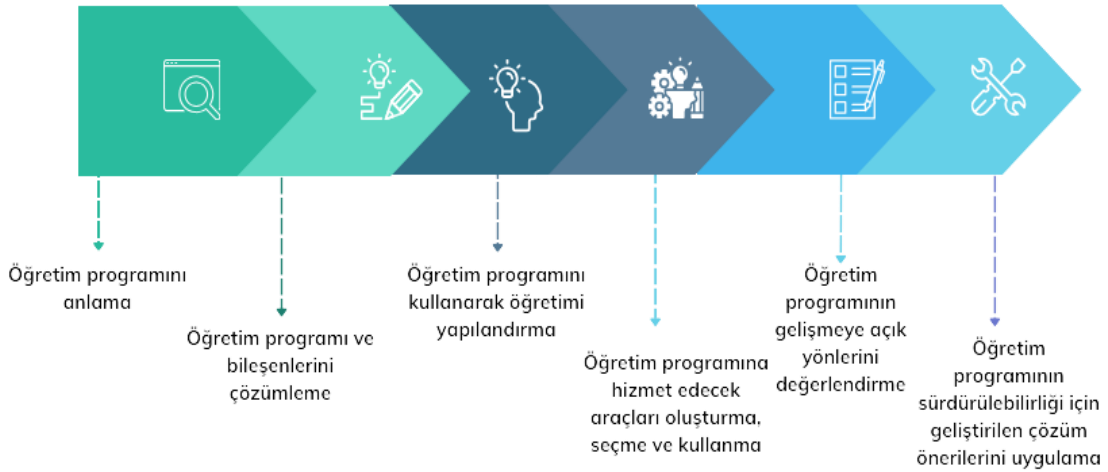 Öğretim programını
anlama
Öğretim programı ve
bileşenlerini
çözümleme
Öğretim programını
kullanarak öğretimi
yapılandırma
Öğretim programına
hizmet edecek
araçları oluşturma,
seçme ve kullanma
Öğretim
programının
gelişmeye açık
yönlerini
değerlendirme
Öğretim
programının
sürdürülebilirliği için
geliştirilen çözüm
önerilerini uygulama